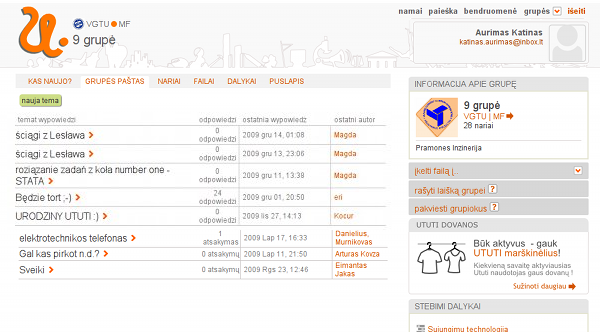 namai paieška bendruomenė grupės išeiti
VGTU MF
9 grupė
Aurimas Katinas
katinas.aurimas@inbox.lt
KAS NAUJO? GRUPĖS PAŠTAS NARIAI FAILAI DALYKAI PUSLAPIS
nauja tema
temat wypowiedzi odpowiedzi ostatnia wypowiedź ostatni autor
ściągi z Lesława 0 odpowiedzi 2009 gru 14, 01:08 Magda
ściągi z Lesława 0 odpowiedzi 2009 gru 13, 23:06 Magda
roziązanie zadań z koła number one - STATA 0 odpowiedzi 2009 gru 11, 13:38 Magda
Będzie tort ;-) 24 odpowiedzi 2009 gru 01, 20:50 eri
URODZINY UTUTI :) 0 odpowiedzi 2009 lis 27, 14:13 Kocur
elektrotechnikos telefonas 1 atsakymas 2009 Lap 17, 16:33 Danielius, Murnikovas
Gal kas pirkot n.d.? 0 atsakymų 2009 Lap 11, 21:50 Arturas Kovza
Sveiki 0 atsakymų 2009 Rgs 23, 12:46 Eimantas Jakas
INFORMACIJA APIE GRUPĘ
9 grupė
VGTU | MF
28 nariai
Pramonės Inžinerija
įkelti failą į..
rašyti laišką grupei ?
pakviesti grupiokus ?
UTUTI DOVANOS
Būk aktyvus - gauk
UTUTI marškinėlius!
Kiekvieną savaitę aktyviausias
Ututi naudotojas gaus dovanų !
Sužinoti daugiau
STEBIMI DALYKAI
Sujungimų technologija